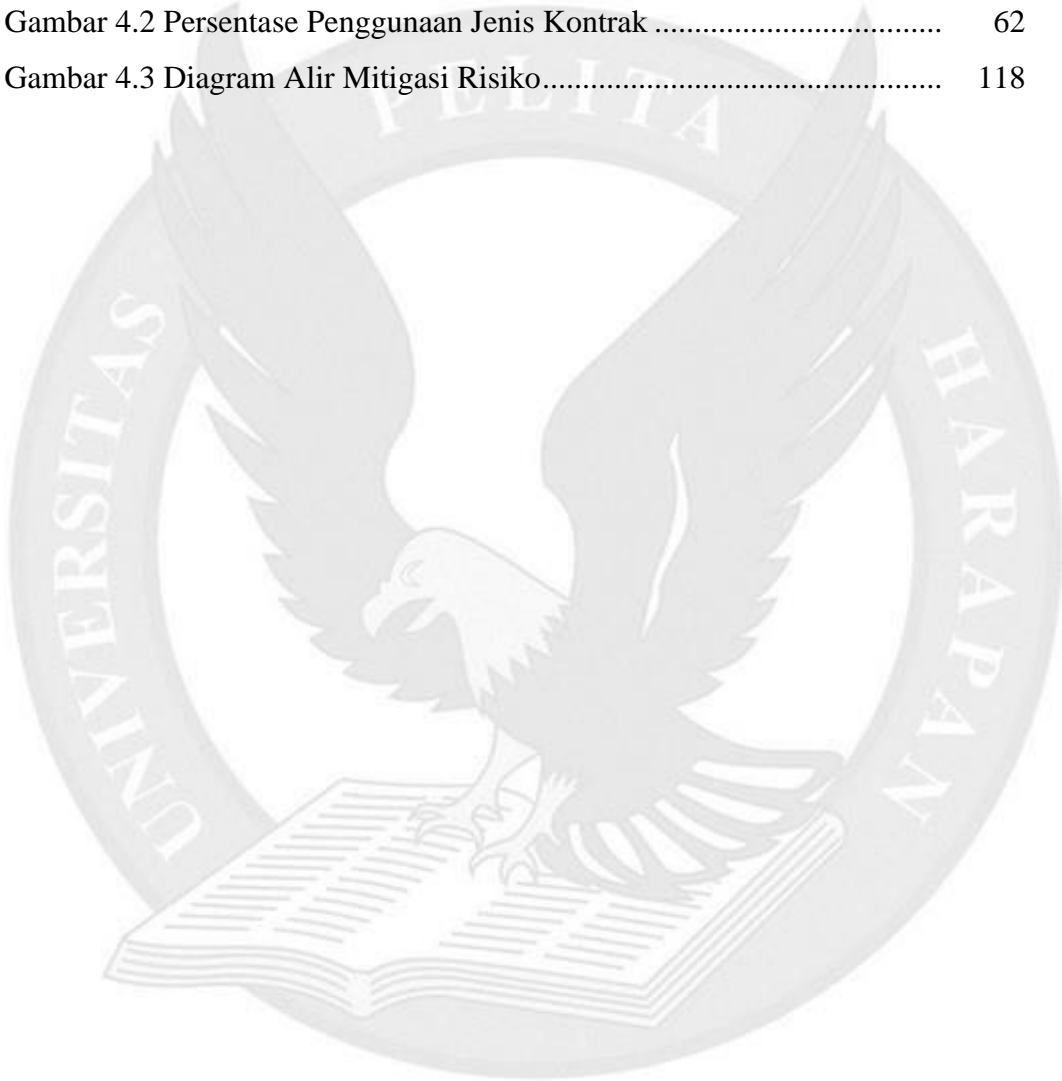 Gambar 4.2 Persentase Penggunaan Jenis Kontrak .................................... 62
Gambar 4.3 Diagram Alir Mitigasi Risiko.................................................. 118
UNIVERSITAS PELITA HARAPAN